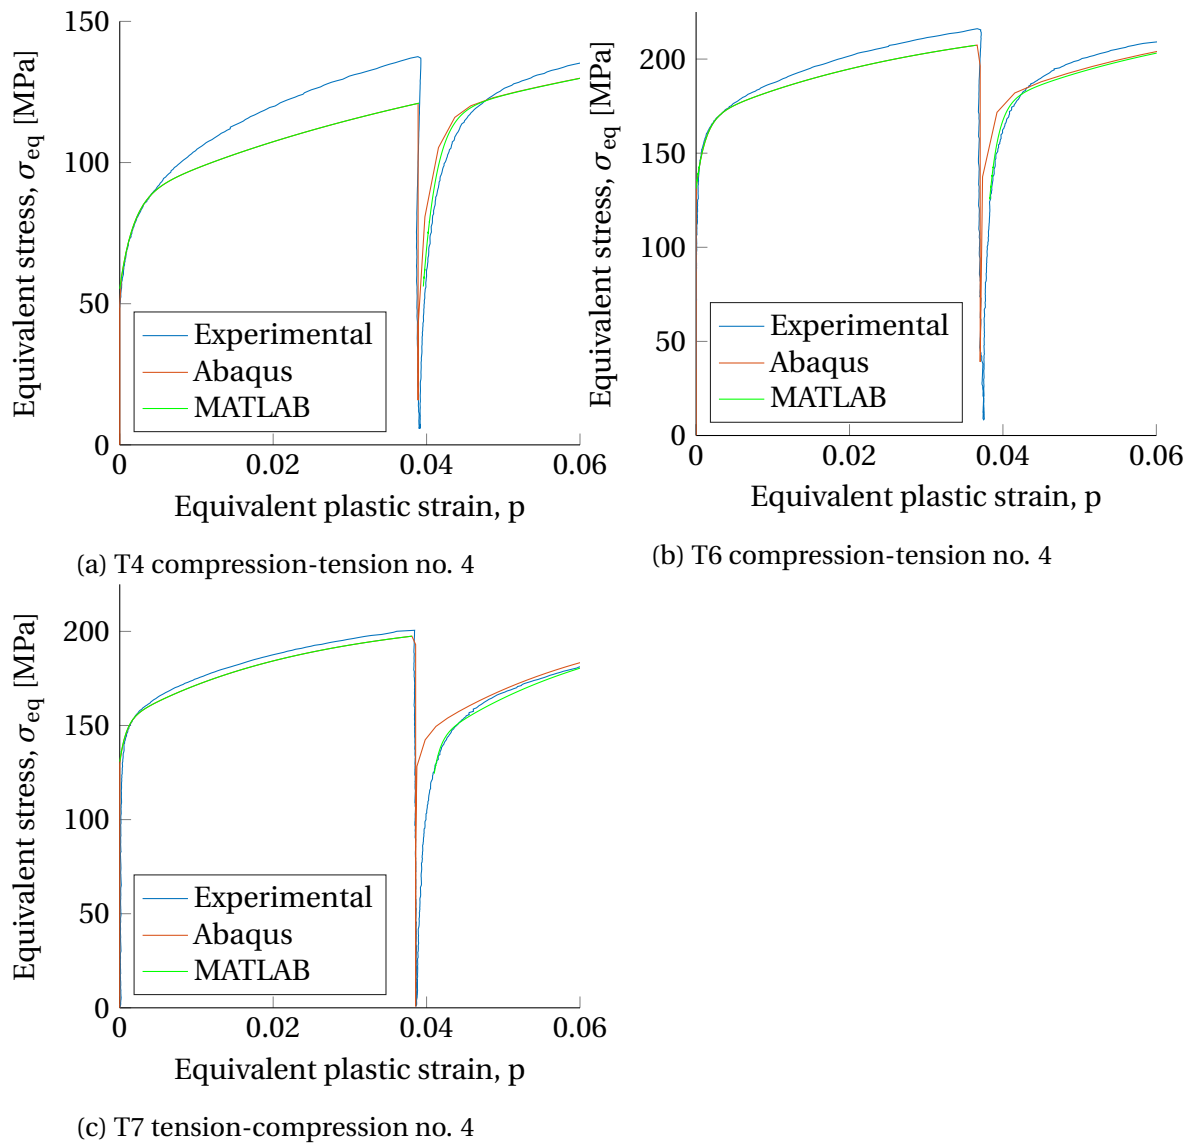 150
100
50
0
0
0.02
0.04
0.06
Equivalent stress, σeq [MPa]
Equivalent plastic strain, p
Experimental
Abaqus
MATLAB
(a) T4 compression-tension no. 4
200
150
100
50
0
0
0.02
0.04
0.06
Equivalent stress, σeq [MPa]
Equivalent plastic strain, p
Experimental
Abaqus
MATLAB
(b) T6 compression-tension no. 4
200
150
100
50
0
0
0.02
0.04
0.06
Equivalent stress, σeq [MPa]
Equivalent plastic strain, p
Experimental
Abaqus
MATLAB
(c) T7 tension-compression no. 4